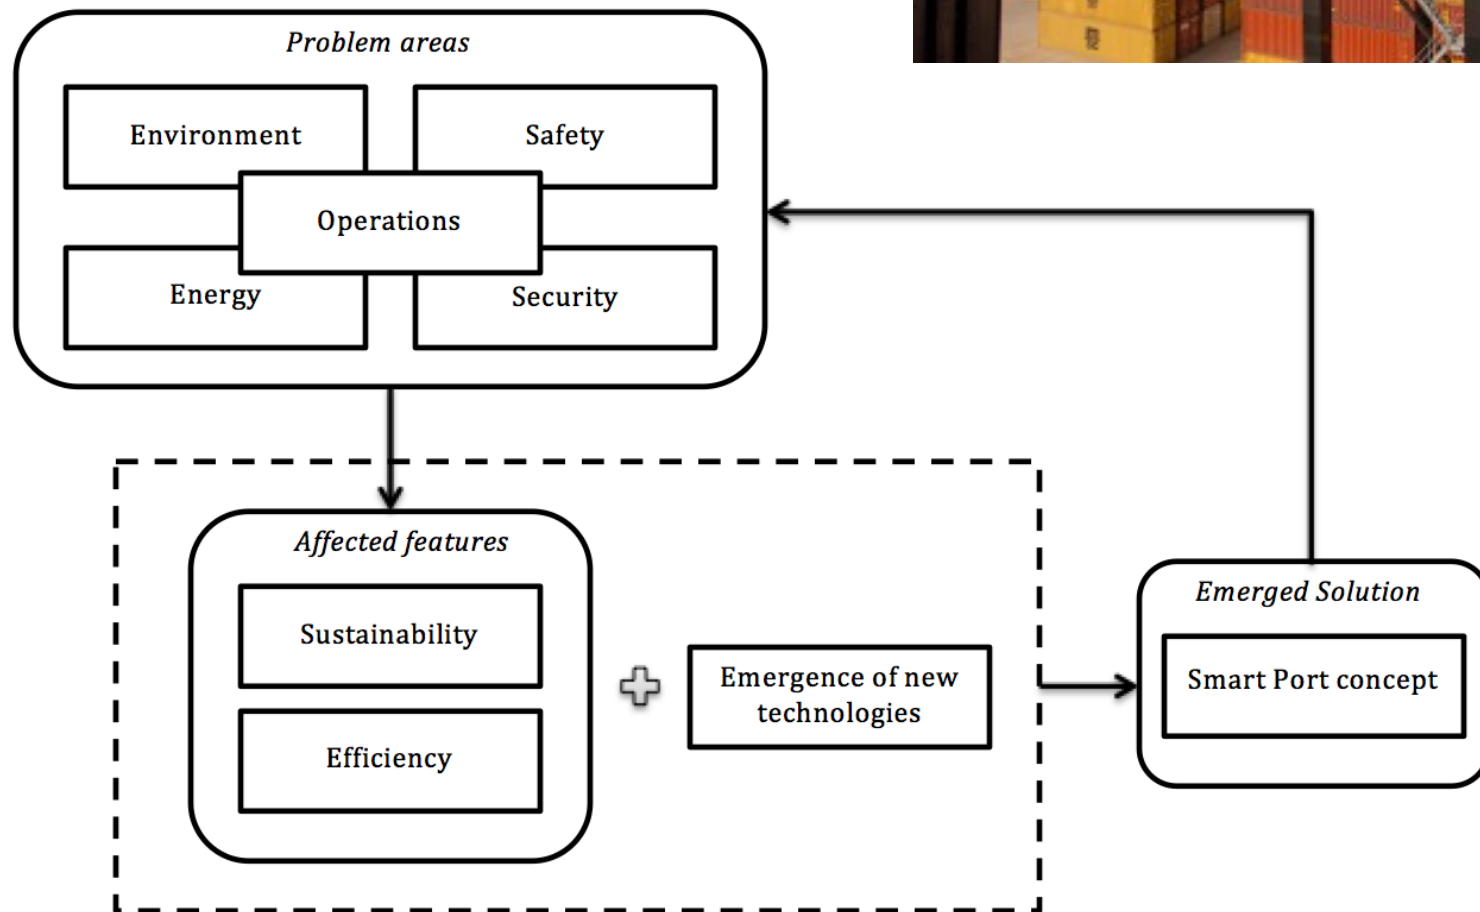 Problem areas
Environment
Safety
Operations
Energy
Security
Affected features
Sustainability
Efficiency
Emergence of new
technologies
Emerged Solution
Smart Port concept